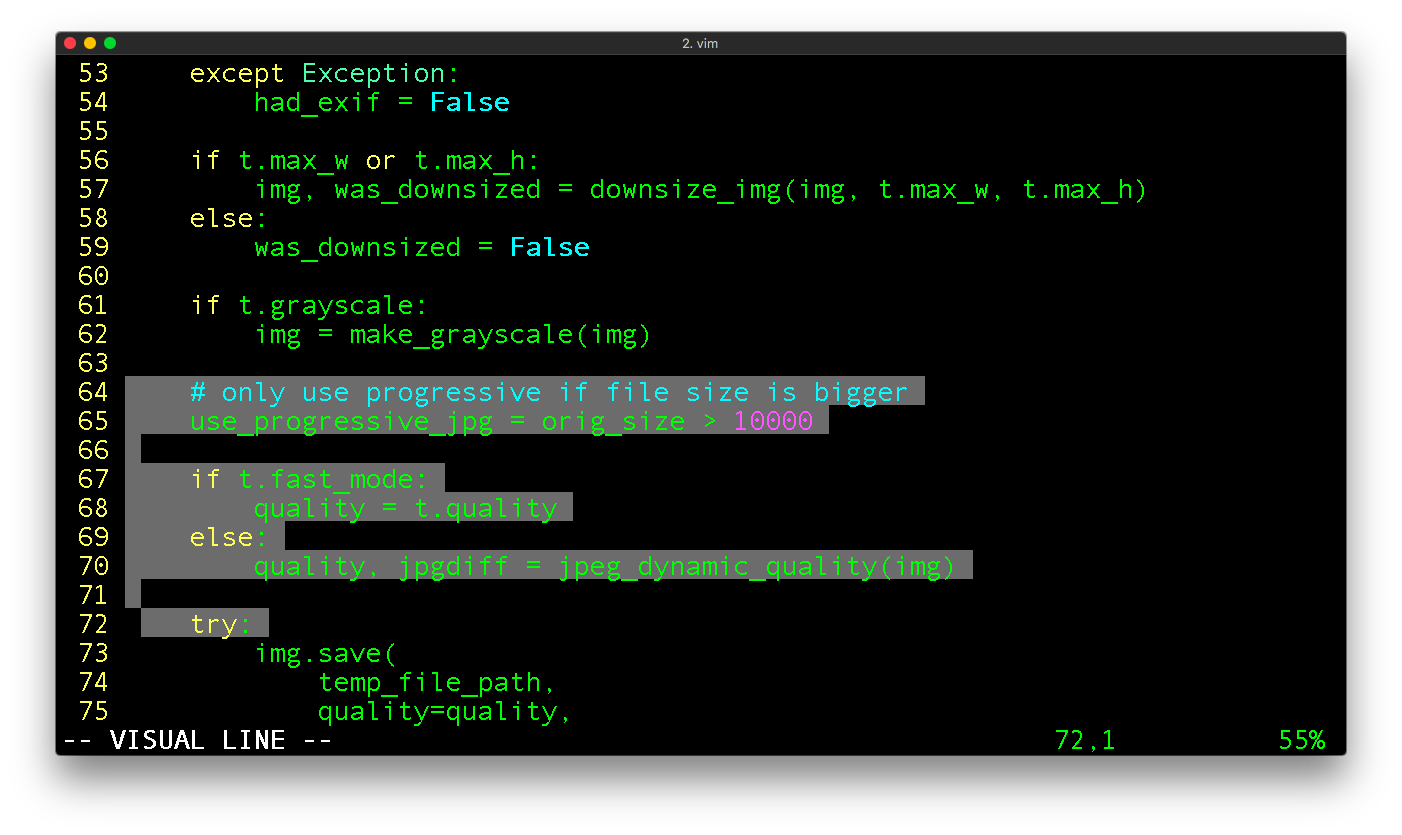 2. vim
53     except Exception:
54         had_exif = False
55
56     if t.max_w or t.max_h:
57         img, was_downsized = downsize_img(img, t.max_w, t.max_h)
58     else:
59         was_downsized = False
60
61     if t.grayscale:
62         img = make_grayscale(img)
63
64     # only use progressive if file size is bigger
65     use_progressive_jpg = orig_size > 10000
66
67     if t.fast_mode:
68         quality = t.quality
69     else:
70         quality, jpgdiff = jpeg_dynamic_quality(img)
71
72     try:
73         img.save(
74             temp_file_path,
75             quality=quality,
-- VISUAL LINE -- 72,1 55%